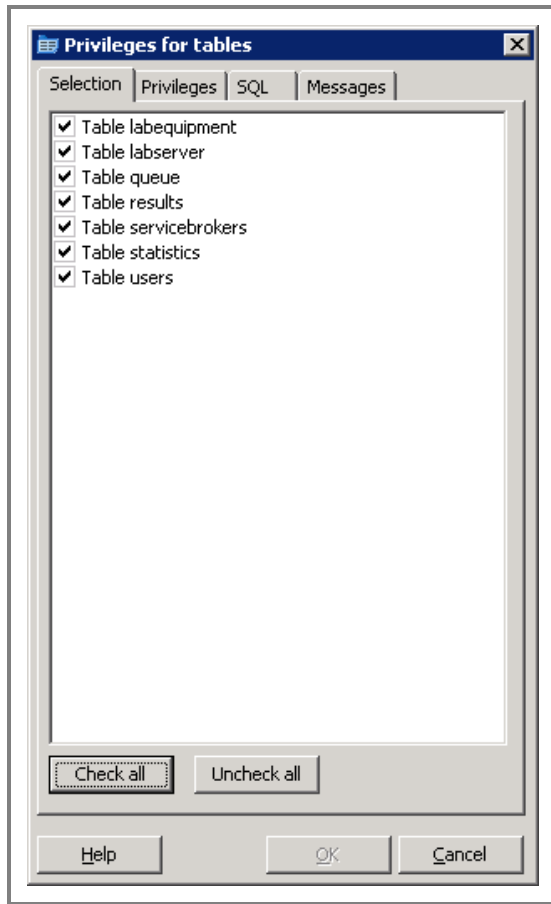 Privileges for tables
Selection Privileges SQL Messages
Table labequipment
Table labserver
Table queue
Table results
Table servicebrokers
Table statistics
Table users
Check all Uncheck all
Help OK Cancel